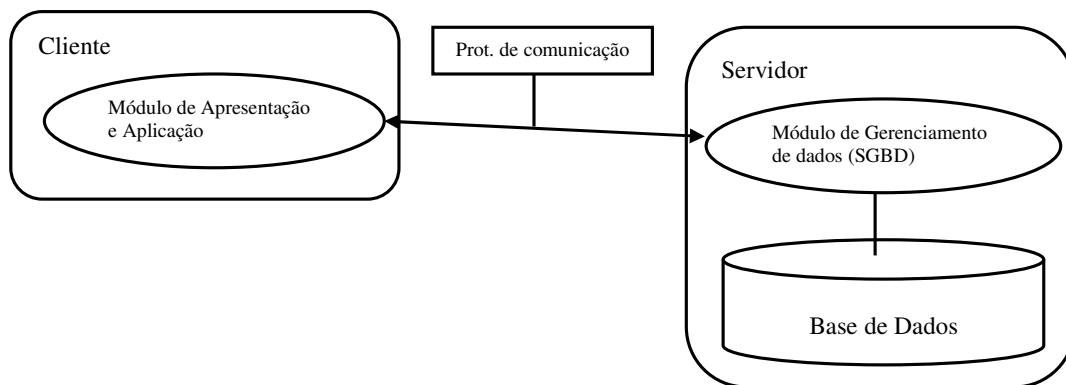 Cliente
Módulo de Apresentação
e Aplicação
Prot. de comunicação
Servidor
Módulo de Gerenciamento
de dados (SGBD)
Base de Dados